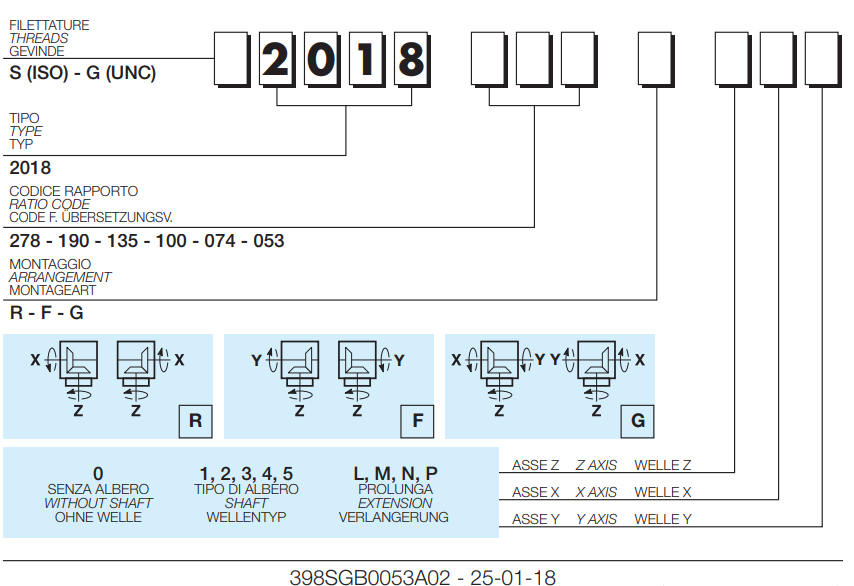 FILETTATURE
THREADS
GEVINDE
S (ISO) - G (UNC)
2 0 1 8
TIPO
TYPE
TYP
2018
CODICE RAPPORTO
RATIO CODE
CODE F. ÜBERSETZUNGSV.
278 - 190 - 135 - 100 - 074 - 053
MONTAGGIO
ARRANGEMENT
MONTAGEART
R - F - G
X X Y Y X Y Y X
Z Z Z Z Z Z
R F G
0 1, 2, 3, 4, 5 L, M, N, P
SENZA ALBERO TIPO DI ALBERO PROLUNGA
WITHOUT SHAFT SHAFT EXTENSION
OHNE WELLE WELLENTYP VERLANGERUNG
ASSE Z Z AXIS WELLE Z
ASSE X X AXIS WELLE X
ASSE Y Y AXIS WELLE Y
398SGB0053A02 - 25-01-18